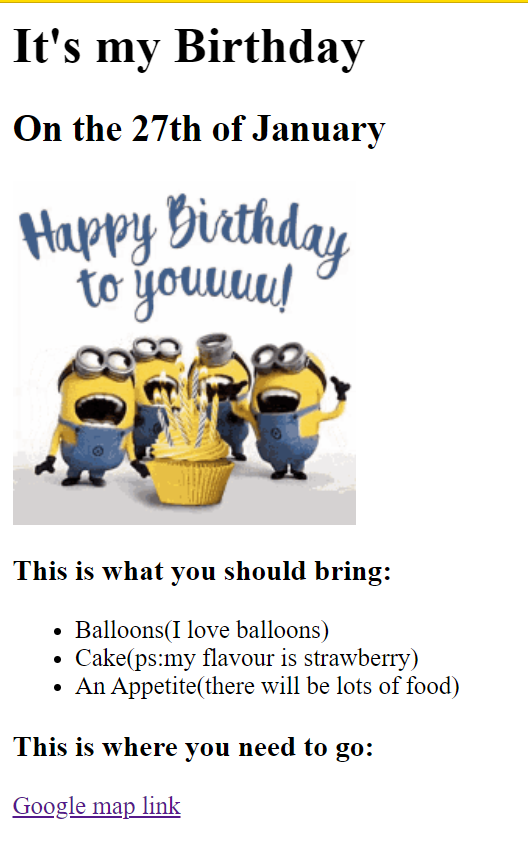 It's my Birthday
On the 27th of January
Happy Birthday
to youuuu!
This is what you should bring:
Balloons(I love balloons)
Cake(ps:my flavour is strawberry)
An Appetite(there will be lots of food)
This is where you need to go:
Google map link